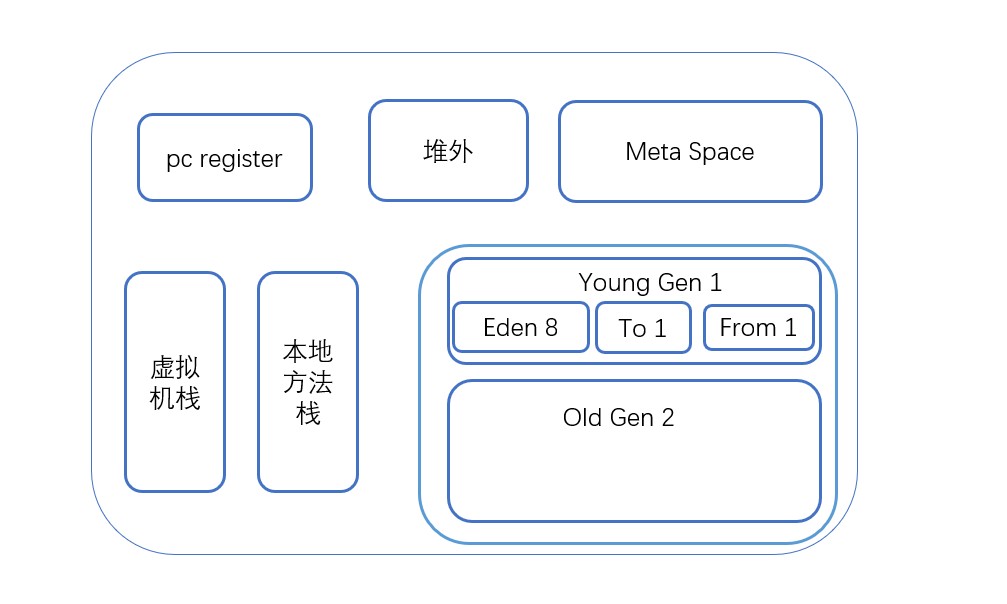 pc register
堆外
Meta Space
虚拟
机栈
本地
方法
栈
Young Gen 1
Eden 8
To 1
From 1
Old Gen 2